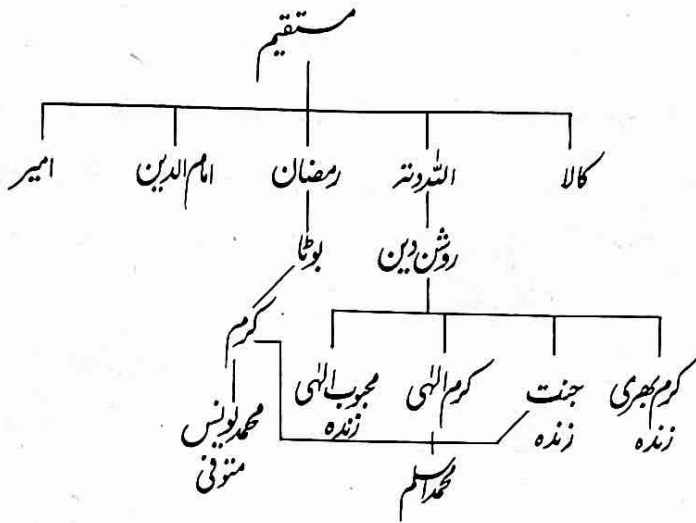 مستقیم
کالا اللہ دتہ رمضان امام الدین امیر
روشن دین بوٹا
کرم
کرم بھری جنت کرم الٰہی محبوب الٰہی محمد یونس
زندہ زندہ زندہ متوفی
محمد اسلم